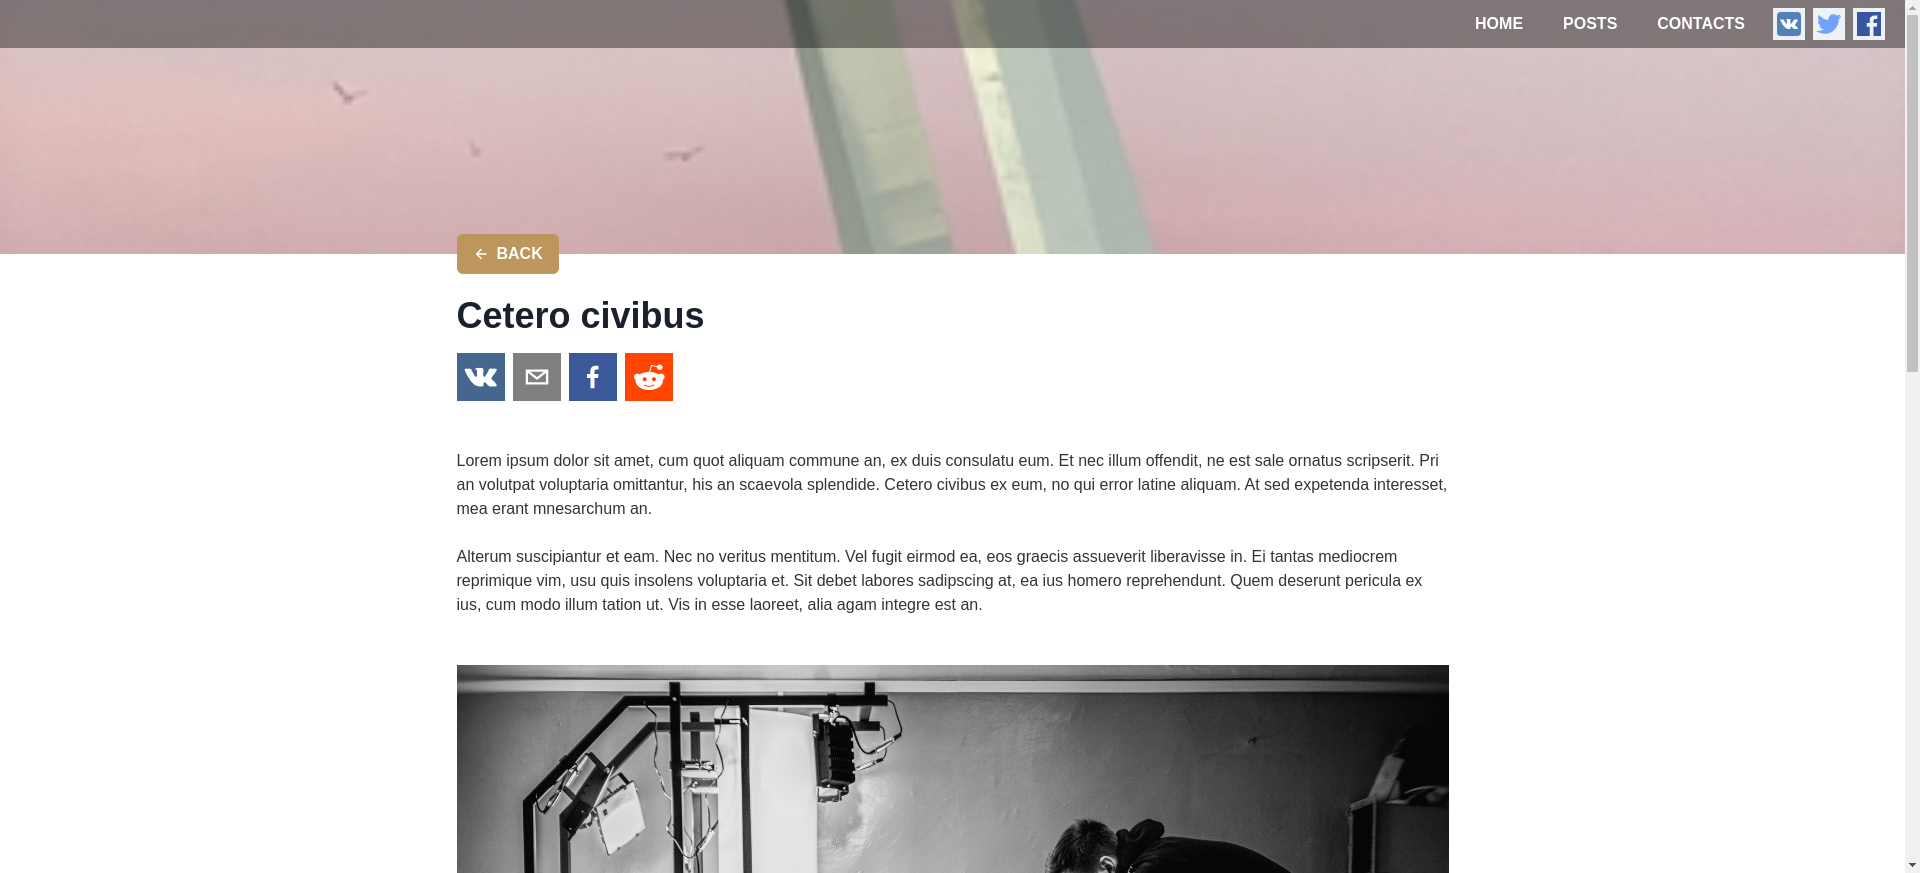 HOME POSTS CONTACTS
BACK
Cetero civibus
Lorem ipsum dolor sit amet, cum quot aliquam commune an, ex duis consulatu eum. Et nec illum offendit, ne est sale ornatus scripserit. Pri
an volutpat voluptaria omittantur, his an scaevola splendide. Cetero civibus ex eum, no qui error latine aliquam. At sed expetenda interesset,
mea erant mnesarchum an.
Alterum suscipiantur et eam. Nec no veritus mentitum. Vel fugit eirmod ea, eos graecis assueverit liberavisse in. Ei tantas mediocrem
reprimique vim, usu quis insolens voluptaria et. Sit debet labores sadipscing at, ea ius homero reprehendunt. Quem deserunt pericula ex
ius, cum modo illum tation ut. Vis in esse laoreet, alia agam integre est an.